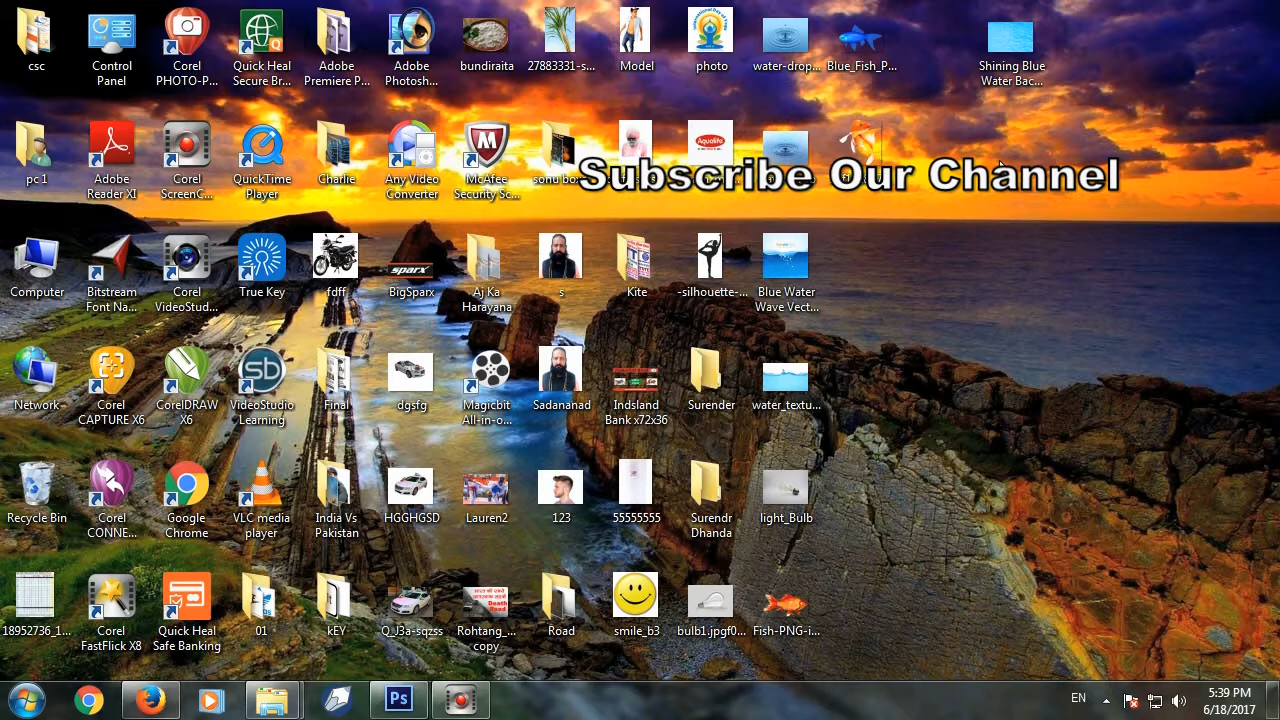 csc
Control
Panel
Corel
PHOTO-P...
Quick Heal
Secure Br...
Adobe
Premiere P...
Adobe
Photosh...
bundiraita
27883331-s...
Model
photo
water-drop...
Blue_Fish_P...
Shining Blue
Water Bac...
pc 1
Adobe
Reader XI
Corel
ScreenC...
QuickTime
Player
Charlie
Any Video
Converter
McAfee
Security Sc...
Subscribe Our Channel
Computer
Bitstream
Font Na...
Corel
VideoStud...
True Key
fdff
sparx
BigSparx
Aj Ka
Harayana
s
Kite
-silhouette-...
Blue Water
Wave Vect...
Network
Corel
CAPTURE X6
CorelDRAW
X6
sb
VideoStudio
Learning
Final
dgsfg
Magicbit
All-in-o...
Sadananad
Indsland
Bank x72x36
Surender
water_textu...
Recycle Bin
Corel
CONNE...
Google
Chrome
VLC media
player
India Vs
Pakistan
HGGHGSD
Lauren2
123
55555555
Surendr
Dhanda
light_Bulb
18952736_1...
Corel
FastFlick X8
Quick Heal
Safe Banking
01
kEY
Q_J3a-sqzss
Death
Road
Rohtang_...
copy
Road
smile_b3
bulb1.jpgf0...
Fish-PNG-i...
Ps
EN
5:39 PM
6/18/2017